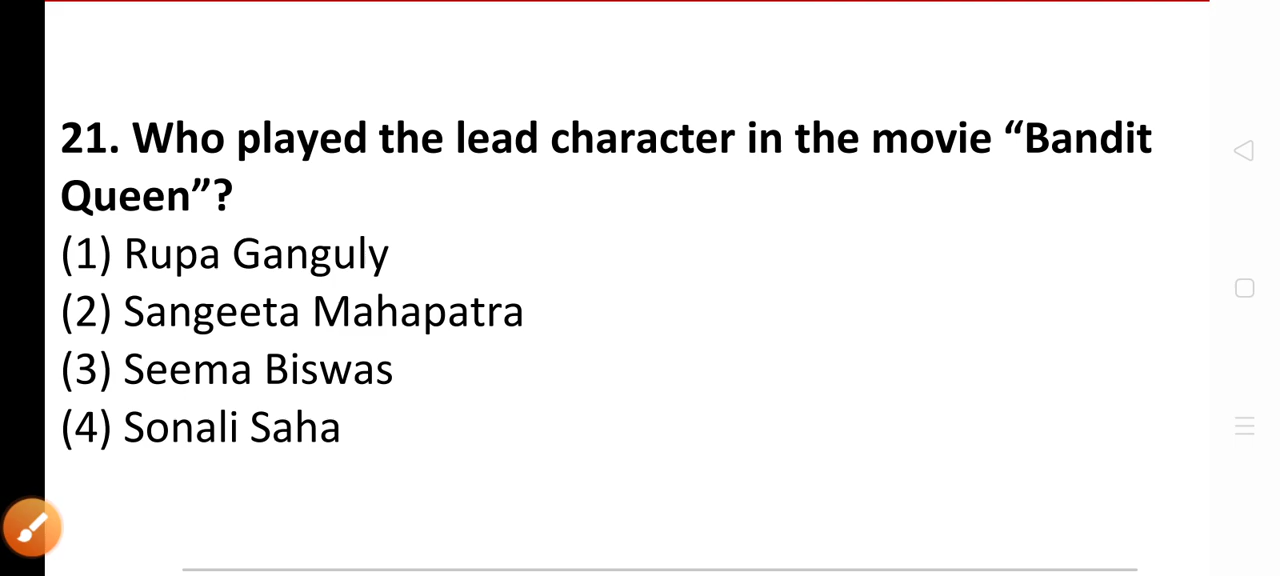 21. Who played the lead character in the movie “Bandit
Queen”?
(1) Rupa Ganguly
(2) Sangeeta Mahapatra
(3) Seema Biswas
(4) Sonali Saha